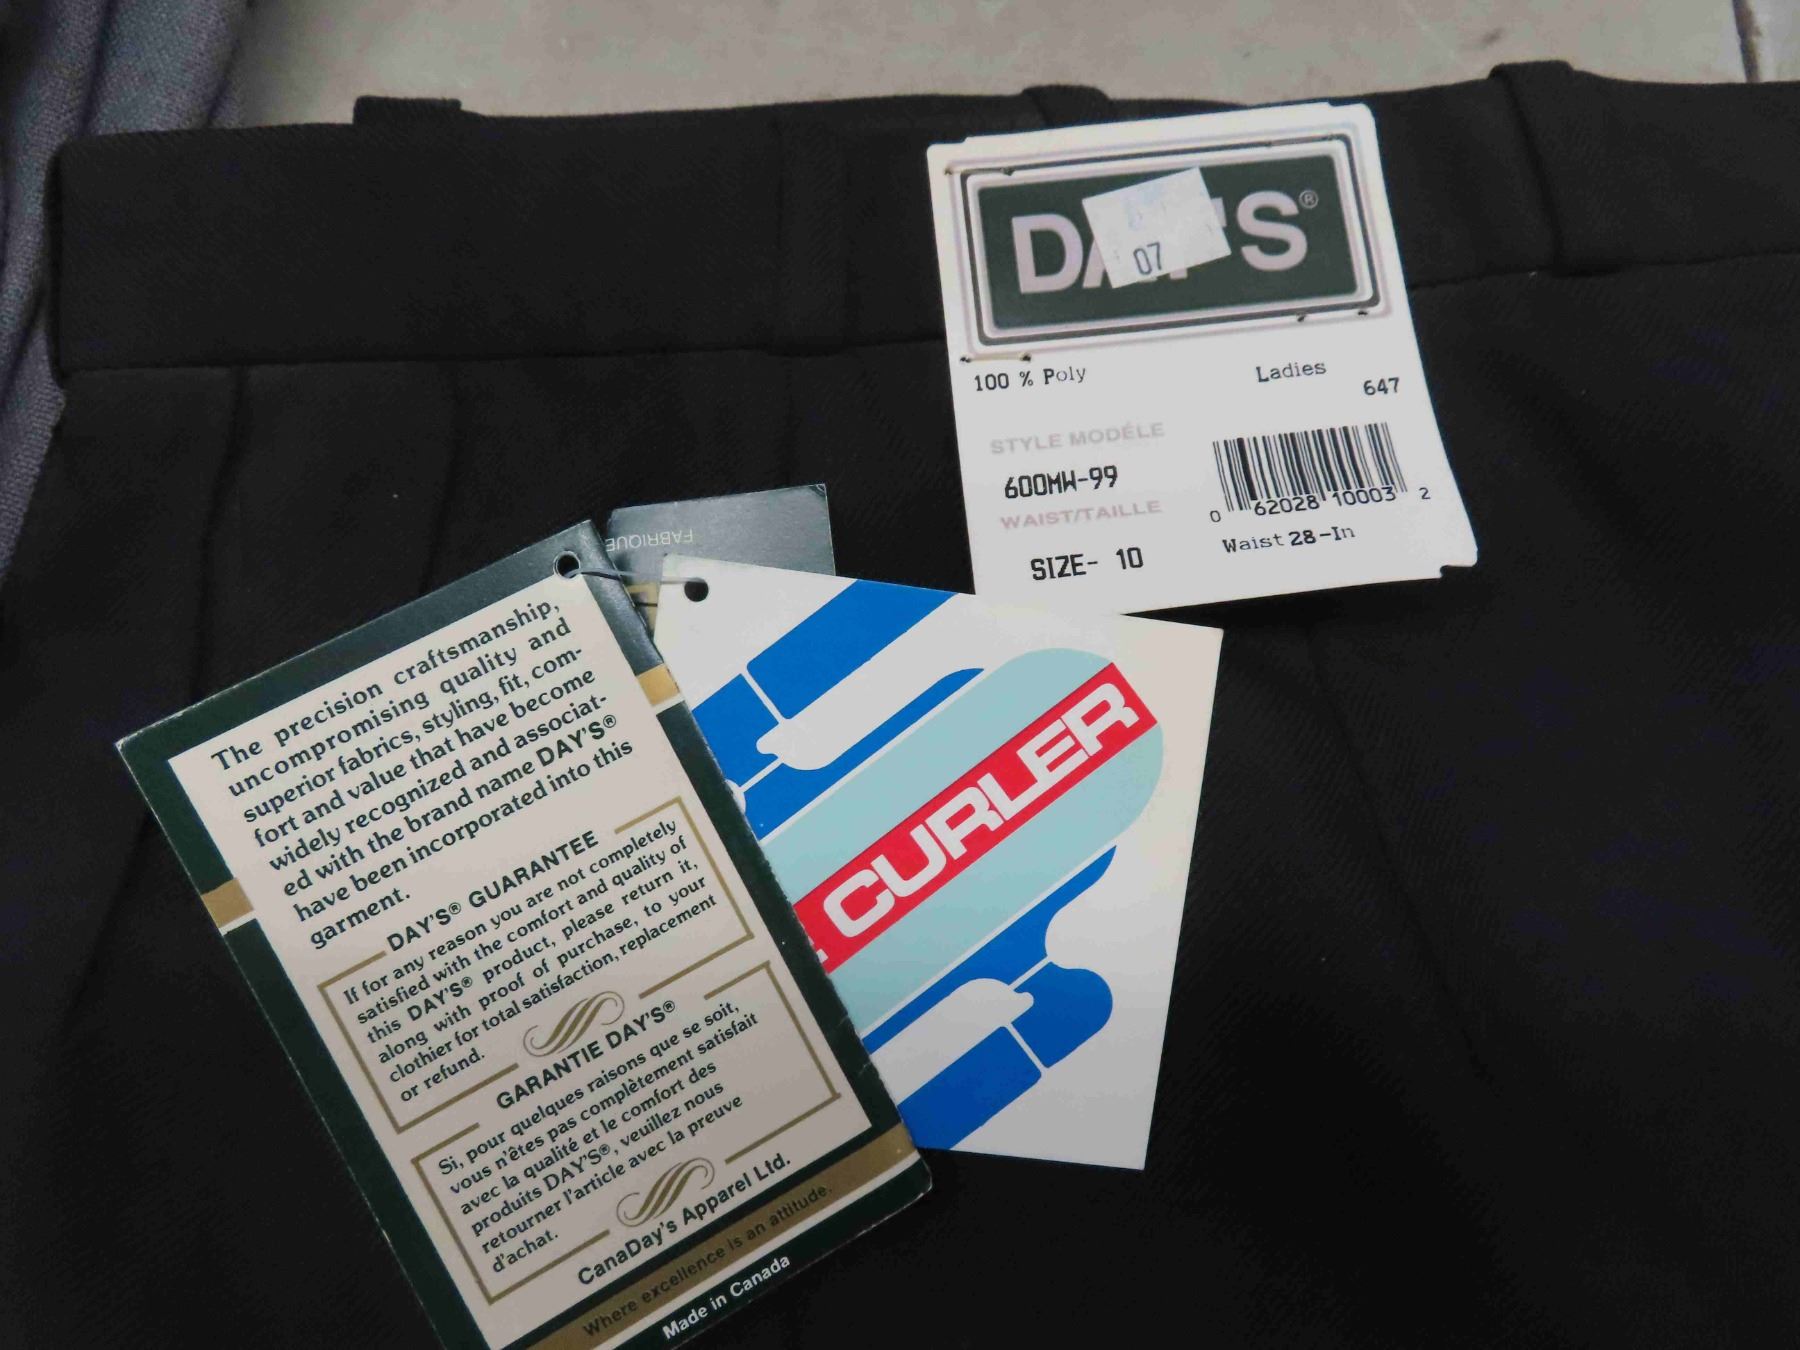 DAY'S®
07
100 % Poly
Ladies
647
STYLE MODÉLE
600MW-99
WAIST/TAILLE
SIZE- 10
0 62028 10003 2
Waist 28-In
FABRIQUE
CURLER
The precision craftsmanship,
uncompromising quality and
superior fabrics, styling, fit, com-
fort and value that have become
widely recognized and associat-
ed with the brand name DAY'S®
have been incorporated into this
garment.
DAY'S® GUARANTEE
If for any reason you are not completely
satisfied with the comfort and quality of
this DAY'S® product, please return it,
along with proof of purchase, to your
clothier for total satisfaction, replacement
or refund.
GARANTIE DAY'S®
Si, pour quelques raisons que se soit,
vous n'êtes pas complètement satisfait
avec la qualité et le comfort des
produits DAY'S®, veuillez nous
retourner l'article avec la preuve
d'achat.
CanaDay's Apparel Ltd.
Where excellence is an attitude.
Made in Canada